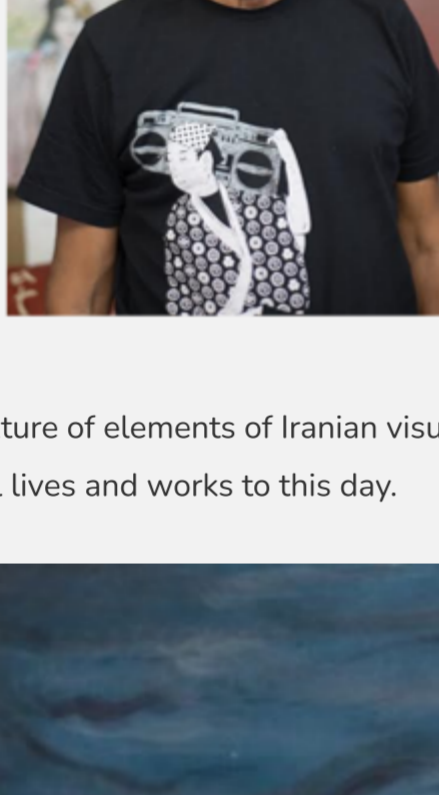 ture of elements of Iranian visu
lives and works to this day.